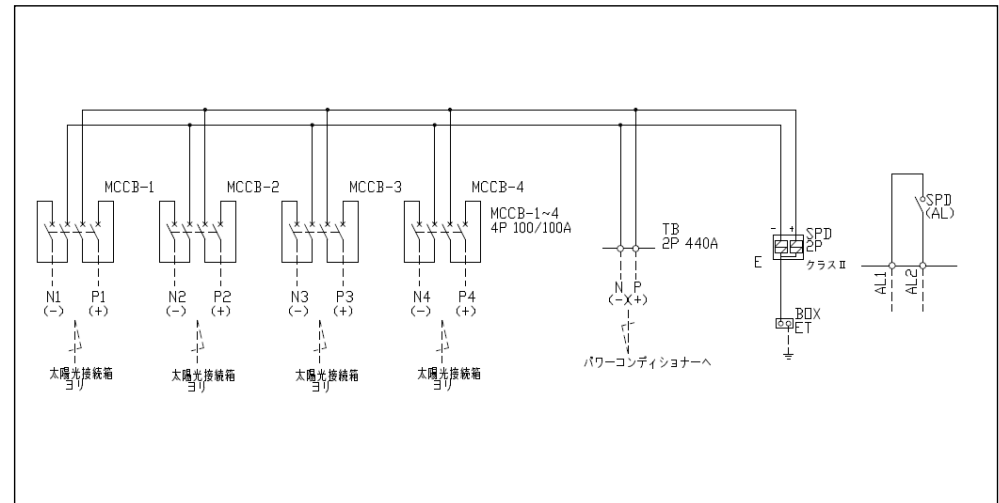 MCCB-1
MCCB-2
MCCB-3
MCCB-4
MCCB-1~4
4P 100/100A
TB
2P 440A
- +
SPD
2P
クラスⅡ
E
SPD
(AL)
AL1
AL2
N1 P1
(-) (+)
N2 P2
(-) (+)
N3 P3
(-) (+)
N4 P4
(-) (+)
N P
(-)(+)
BOX
ET
太陽光接続箱
ヨリ
太陽光接続箱
ヨリ
太陽光接続箱
ヨリ
太陽光接続箱
ヨリ
パワーコンディショナーへ